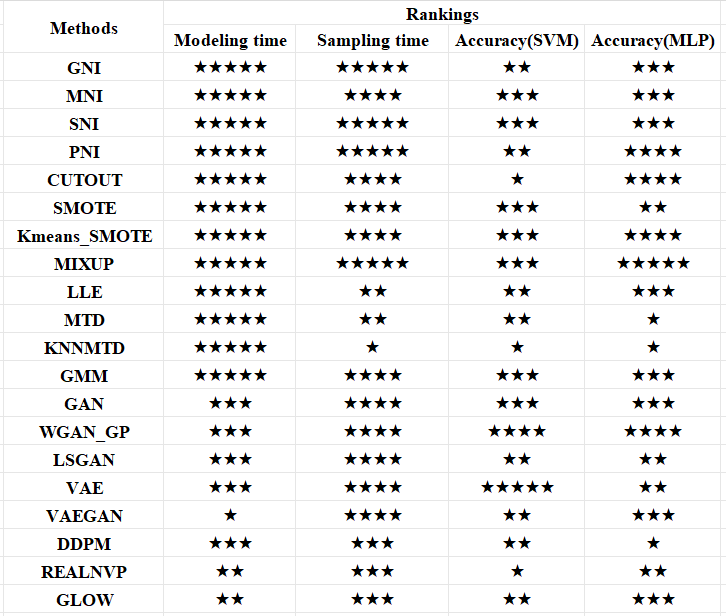 Methods Rankings
Modeling time Sampling time Accuracy(SVM) Accuracy(MLP)
GNI ★★★★★ ★★★★★ ★★ ★★★
MNI ★★★★★ ★★★★ ★★★ ★★★
SNI ★★★★★ ★★★★★ ★★★ ★★★
PNI ★★★★★ ★★★★★ ★★ ★★★★
CUTOUT ★★★★★ ★★★★ ★ ★★★★
SMOTE ★★★★★ ★★★★ ★★★ ★★
Kmeans_SMOTE ★★★★★ ★★★★ ★★★ ★★★★
MIXUP ★★★★★ ★★★★★ ★★★ ★★★★★
LLE ★★★★★ ★★ ★★ ★★★
MTD ★★★★★ ★★ ★★ ★
KNNMTD ★★★★★ ★ ★ ★
GMM ★★★★★ ★★★★ ★★★ ★★★
GAN ★★★ ★★★★ ★★★ ★★★
WGAN_GP ★★★ ★★★★ ★★★★ ★★★★
LSGAN ★★★ ★★★★ ★★ ★★
VAE ★★★ ★★★★ ★★★★★ ★★
VAEGAN ★ ★★★★ ★★ ★★★
DDPM ★★★ ★★★ ★★ ★
REALNVP ★★ ★★★ ★ ★★
GLOW ★★ ★★★ ★★ ★★★